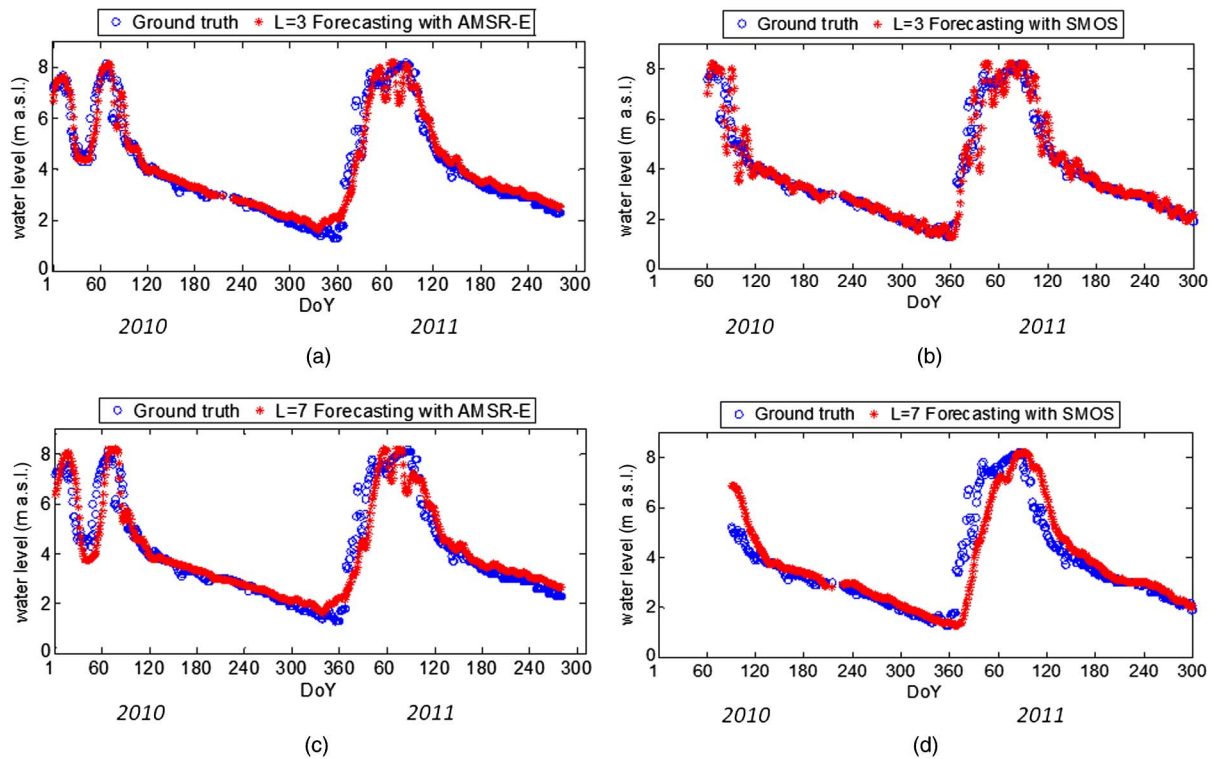 Ground truth L=3 Forecasting with AMSR-E
water level (m a.s.l.)
8
6
4
2
0
1 60 120 180 240 300 360 60 120 180 240 300
DoY
2010 2011
(a)
Ground truth L=3 Forecasting with SMOS
water level (m a.s.l.)
8
6
4
2
0
1 60 120 180 240 300 360 60 120 180 240 300
DoY
2010 2011
(b)
Ground truth L=7 Forecasting with AMSR-E
water level (m a.s.l.)
8
6
4
2
0
1 60 120 180 240 300 360 60 120 180 240 300
DoY
2010 2011
(c)
Ground truth L=7 Forecasting with SMOS
water level (m a.s.l.)
8
6
4
2
0
1 60 120 180 240 300 360 60 120 180 240 300
DoY
2010 2011
(d)